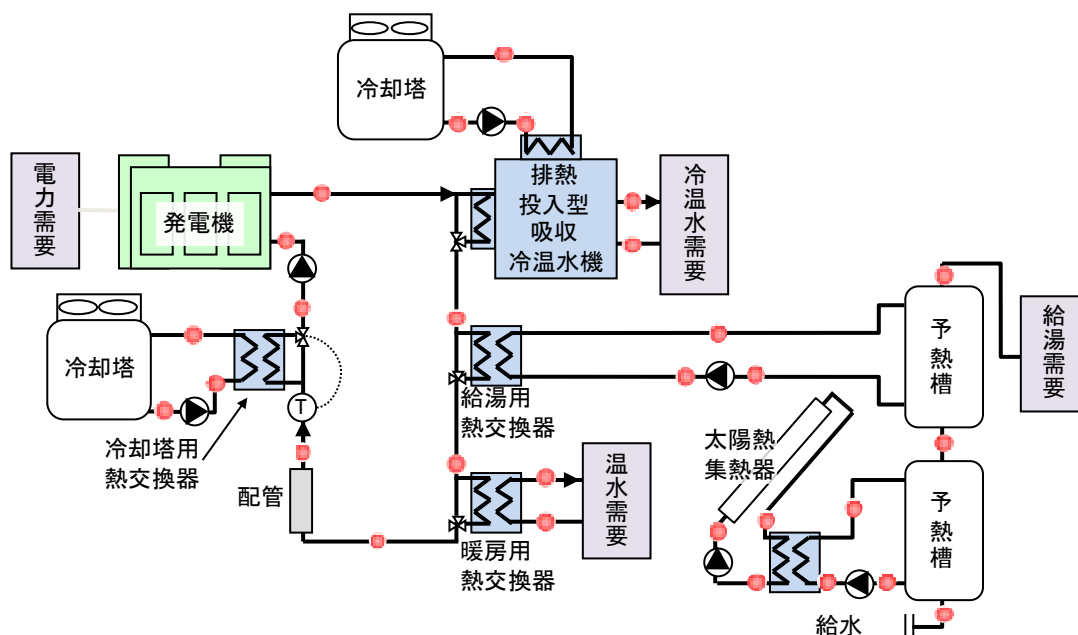 冷却塔
電力需要
発電機
排熱
投入型
吸収
冷温水機
冷温水需要
冷却塔
T
冷却塔用
熱交換器
配管
給湯用
熱交換器
暖房用
熱交換器
温水需要
太陽熱
集熱器
予熱槽
給湯需要
予熱槽
給水